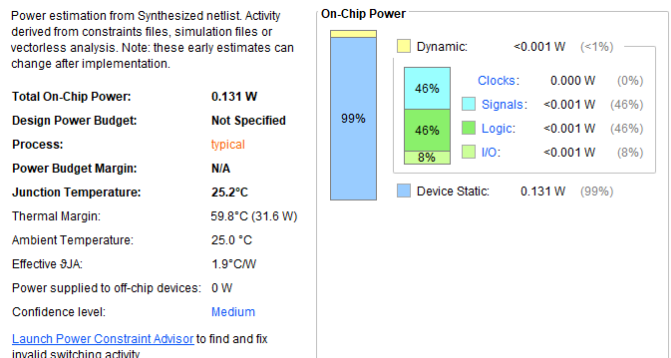 Power estimation from Synthesized netlist. Activity
derived from constraints files, simulation files or
vectorless analysis. Note: these early estimates can
change after implementation.
Total On-Chip Power: 0.131 W
Design Power Budget: Not Specified
Process: typical
Power Budget Margin: N/A
Junction Temperature: 25.2°C
Thermal Margin: 59.8°C (31.6 W)
Ambient Temperature: 25.0 °C
Effective ϑJA: 1.9°C/W
Power supplied to off-chip devices: 0 W
Confidence level: Medium
Launch Power Constraint Advisor to find and fix
invalid switching activity
On-Chip Power
Dynamic: <0.001 W (<1%)
Clocks: 0.000 W (0%)
46% Signals: <0.001 W (46%)
99%
46% Logic: <0.001 W (46%)
8% I/O: <0.001 W (8%)
Device Static: 0.131 W (99%)